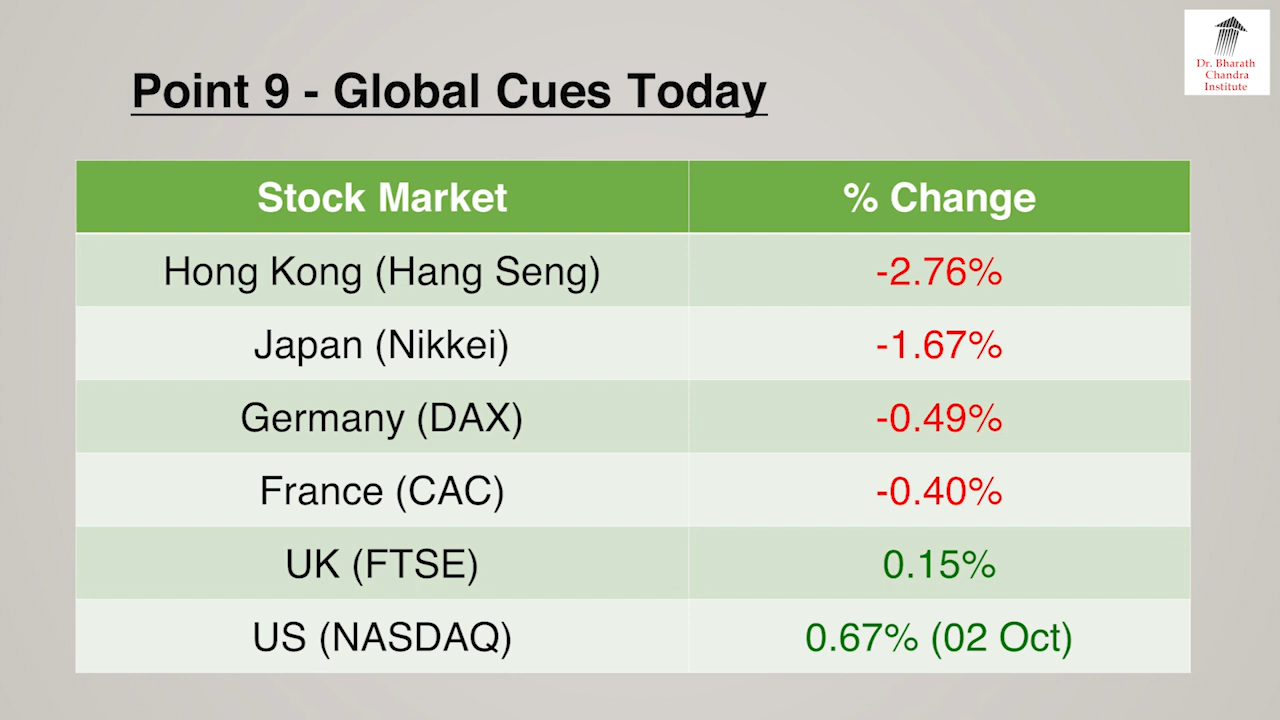 Dr. Bharath
Chandra
Institute
Point 9 - Global Cues Today
Stock Market % Change
Hong Kong (Hang Seng) -2.76%
Japan (Nikkei) -1.67%
Germany (DAX) -0.49%
France (CAC) -0.40%
UK (FTSE) 0.15%
US (NASDAQ) 0.67% (02 Oct)